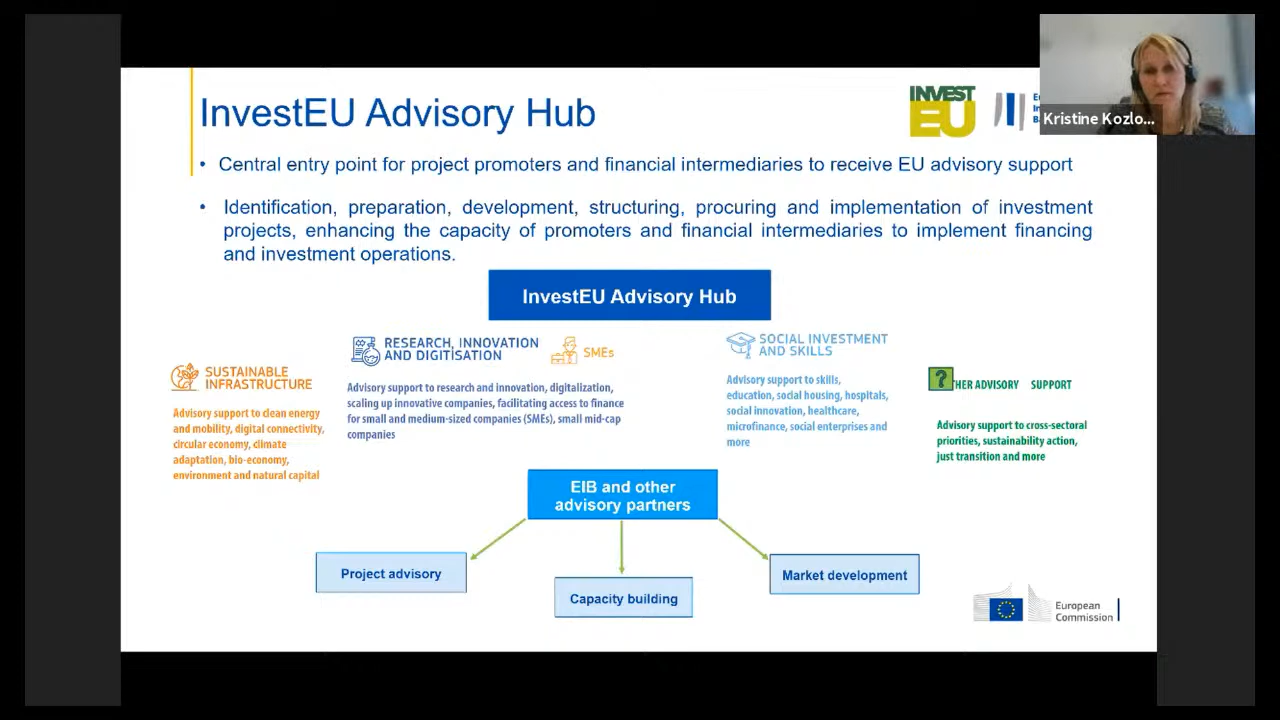 InvestEU Advisory Hub
INVEST
EU
Kristine Kozlo...
• Central entry point for project promoters and financial intermediaries to receive EU advisory support
• Identification, preparation, development, structuring, procuring and implementation of investment
projects, enhancing the capacity of promoters and financial intermediaries to implement financing
and investment operations.
InvestEU Advisory Hub
SUSTAINABLE
INFRASTRUCTURE
Advisory support to clean energy
and mobility, digital connectivity,
circular economy, climate
adaptation, bio-economy,
environment and natural capital
RESEARCH, INNOVATION
AND DIGITISATION
SMEs
Advisory support to research and innovation, digitalization,
scaling up innovative companies, facilitating access to finance
for small and medium-sized companies (SMEs), small mid-cap
companies
SOCIAL INVESTMENT
AND SKILLS
Advisory support to skills,
education, social housing, hospitals,
social innovation, healthcare,
microfinance, social enterprises and
more
?
HER ADVISORY SUPPORT
Advisory support to cross-sectoral
priorities, sustainability action,
just transition and more
EIB and other
advisory partners
Project advisory
Capacity building
Market development
European
Commission